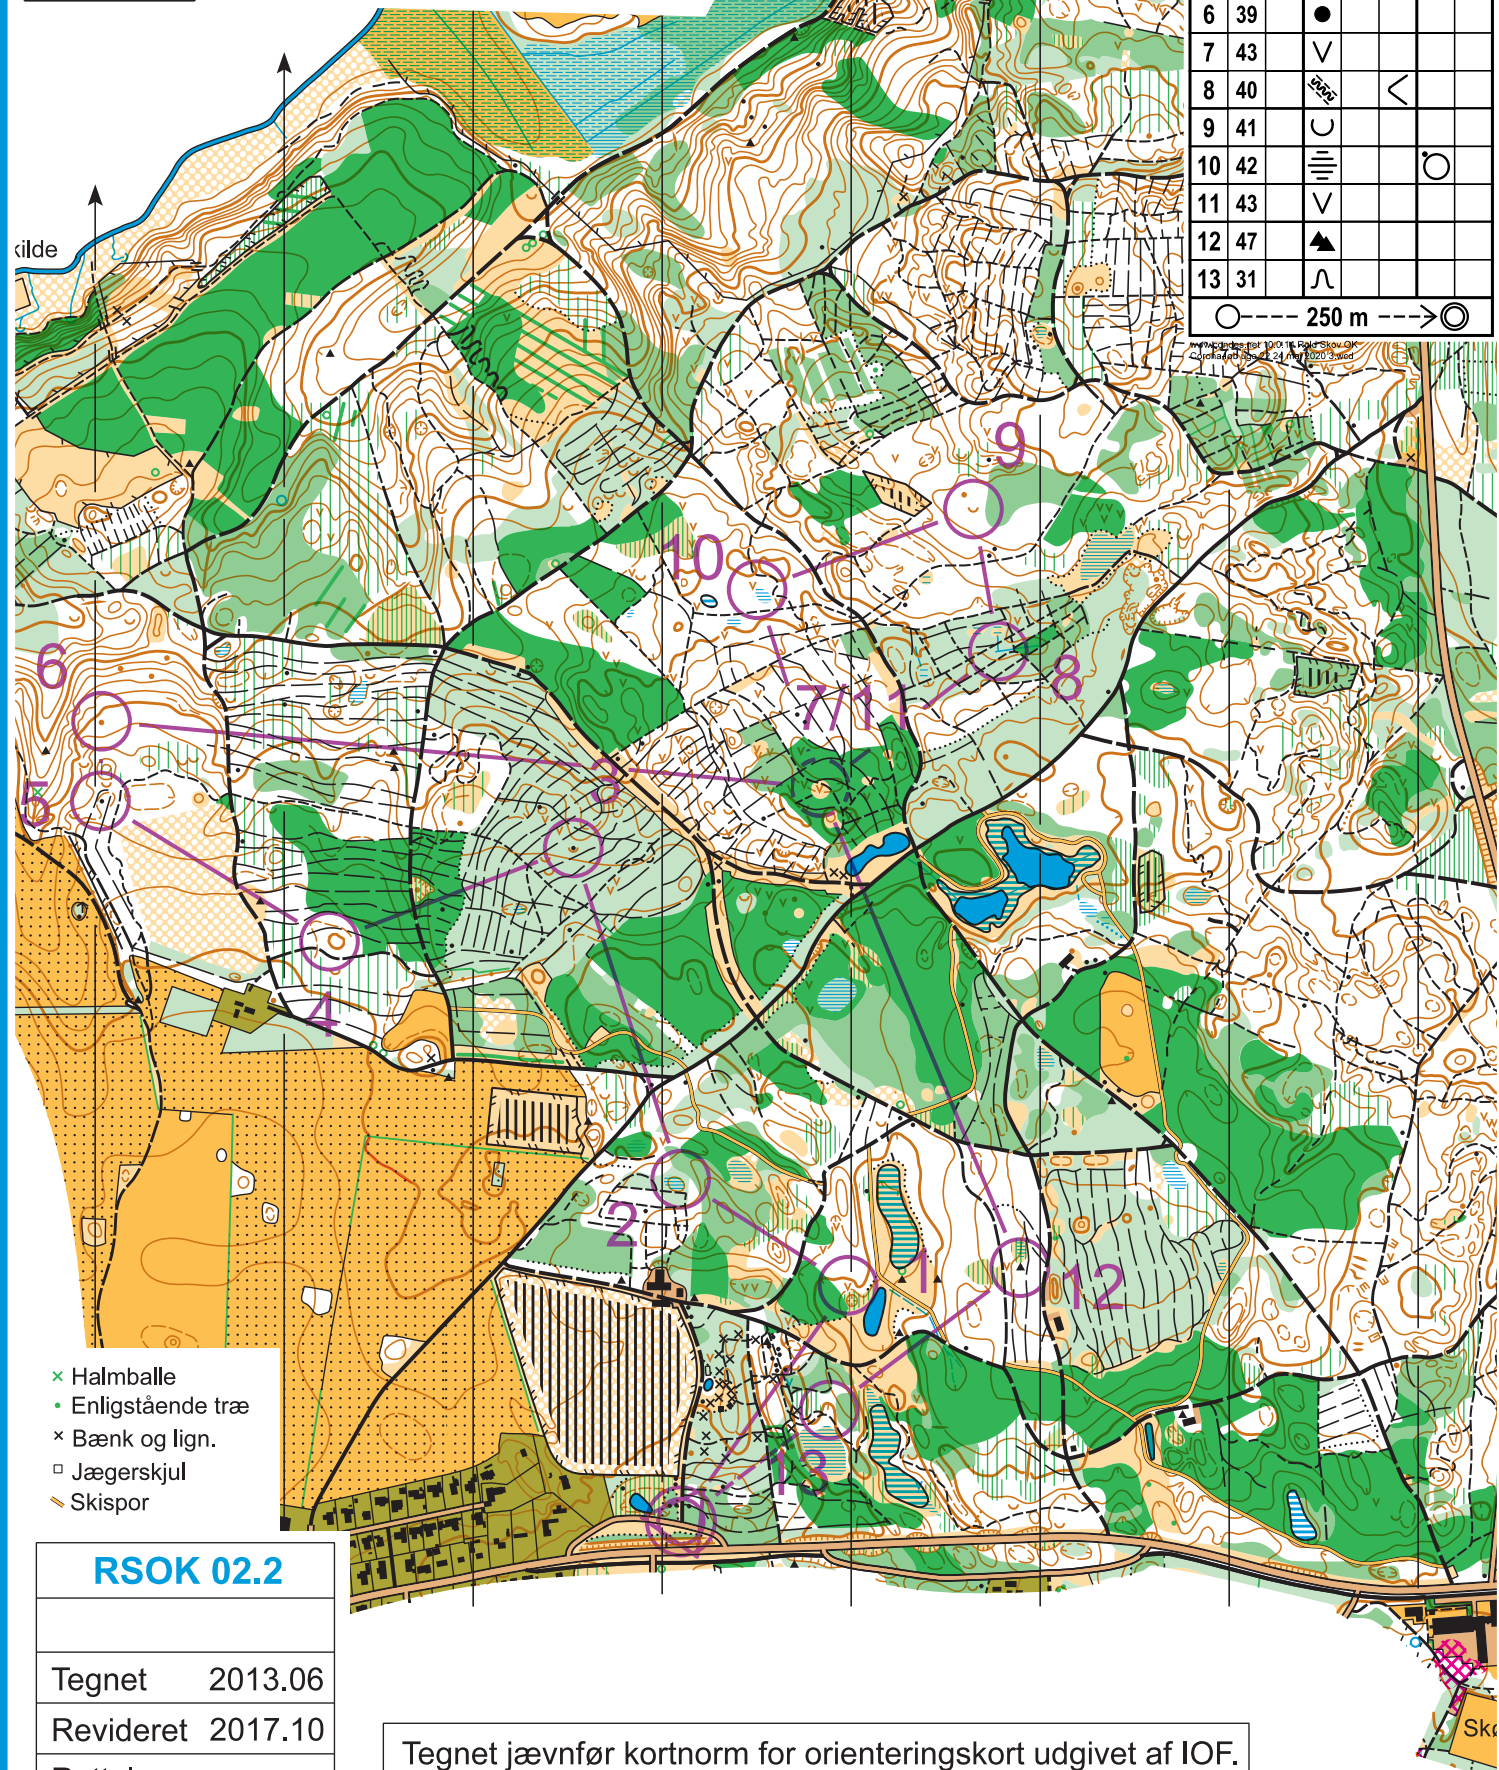 6 39
7 43
8 40
9 41
10 42
11 43
12 47
13 31
250 m
kilde
9
10
6
8
7/11
5
3
4
2
1
12
13
Halmballe
Enligstående træ
Bænk og lign.
Jægerskjul
Skispor
RSOK 02.2
Tegnet 2013.06
Revideret 2017.10
Tegnet jævnfør kortnorm for orienteringskort udgivet af IOF.